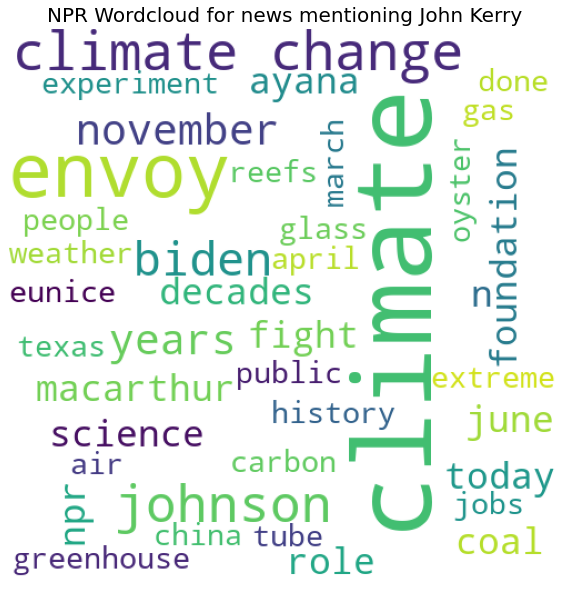 NPR Wordcloud for news mentioning John Kerry
climate change
experiment
ayana
done
gas
november
march
climate
envoy
reefs
oyster
foundation
people
glass
weather
biden
april
eunice
decades
n
texas
years
fight
public
extreme
macarthur
history
june
science
air
carbon
today
npr
johnson
jobs
china
tube
coal
greenhouse
role